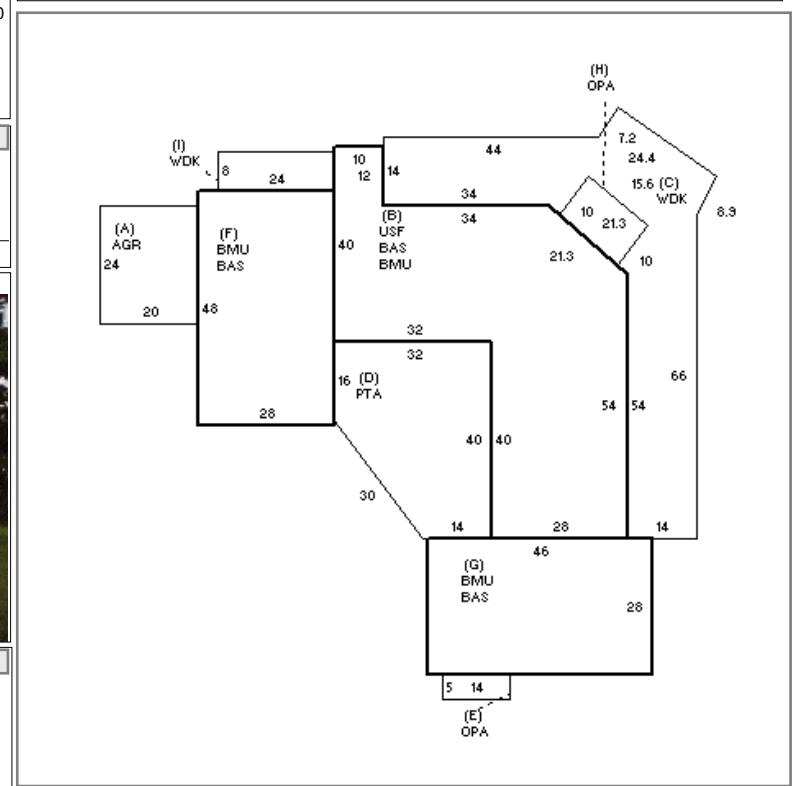 (H)
OPA
44
7.2
24.4
15.6 (C)
WDK
8.9
(I)
WDK
8
24
10
12
14
34
34
(B)
USF
BAS
BMU
10
21.3
21.3
10
(A)
AGR
24
20
(F)
BMU
BAS
48
40
28
32
32
16 (D)
PTA
66
54
54
40
40
30
14
28
14
46
(G)
BMU
BAS
28
5
14
(E)
OPA